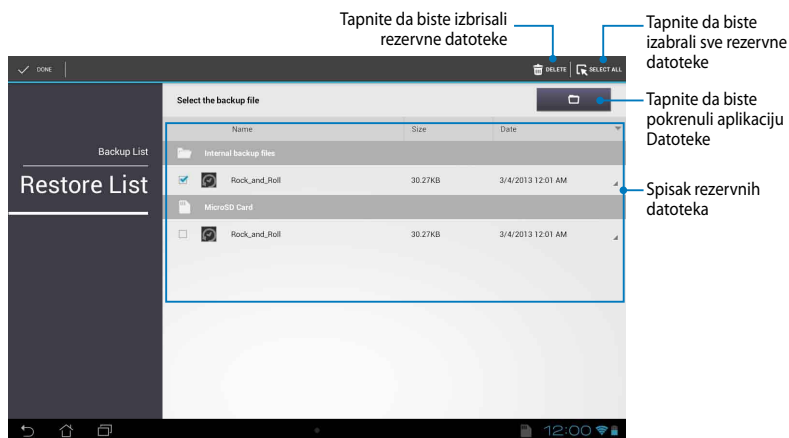 Tapnite da biste izbrisali
rezervne datoteke
Tapnite da biste
izabrali sve rezervne
datoteke
DONE
DELETE
SELECT ALL
Select the backup file
Tapnite da biste
pokrenuli aplikaciju
Datoteke
Name Size Date
Backup List
Internal backup files
Restore List
Rock_and_Roll 30.27KB 3/4/2013 12:01 AM
Spisak rezervnih
datoteka
MicroSD Card
Rock_and_Roll 30.27KB 3/4/2013 12:01 AM
12:00